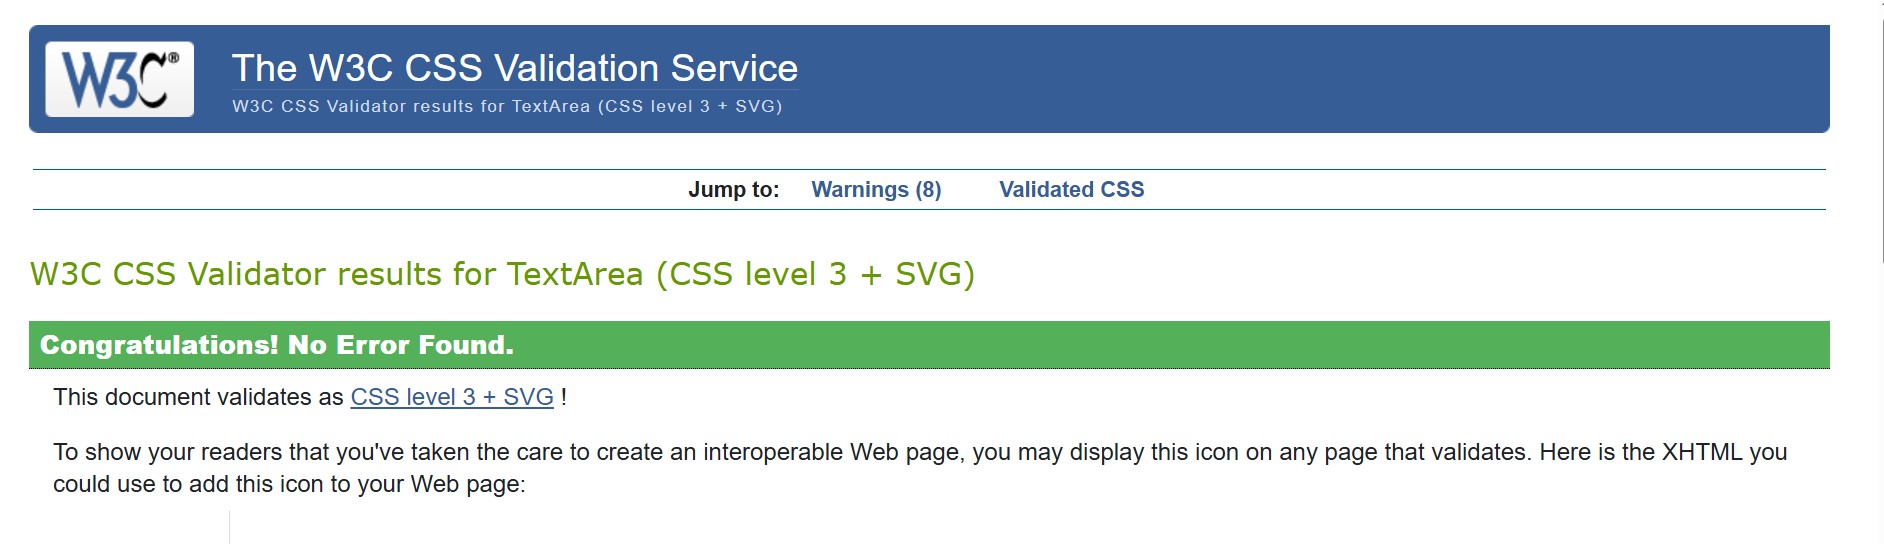 W3C®
The W3C CSS Validation Service
W3C CSS Validator results for TextArea (CSS level 3 + SVG)
Jump to: Warnings (8) Validated CSS
W3C CSS Validator results for TextArea (CSS level 3 + SVG)
Congratulations! No Error Found.
This document validates as CSS level 3 + SVG !
To show your readers that you've taken the care to create an interoperable Web page, you may display this icon on any page that validates. Here is the XHTML you
could use to add this icon to your Web page: